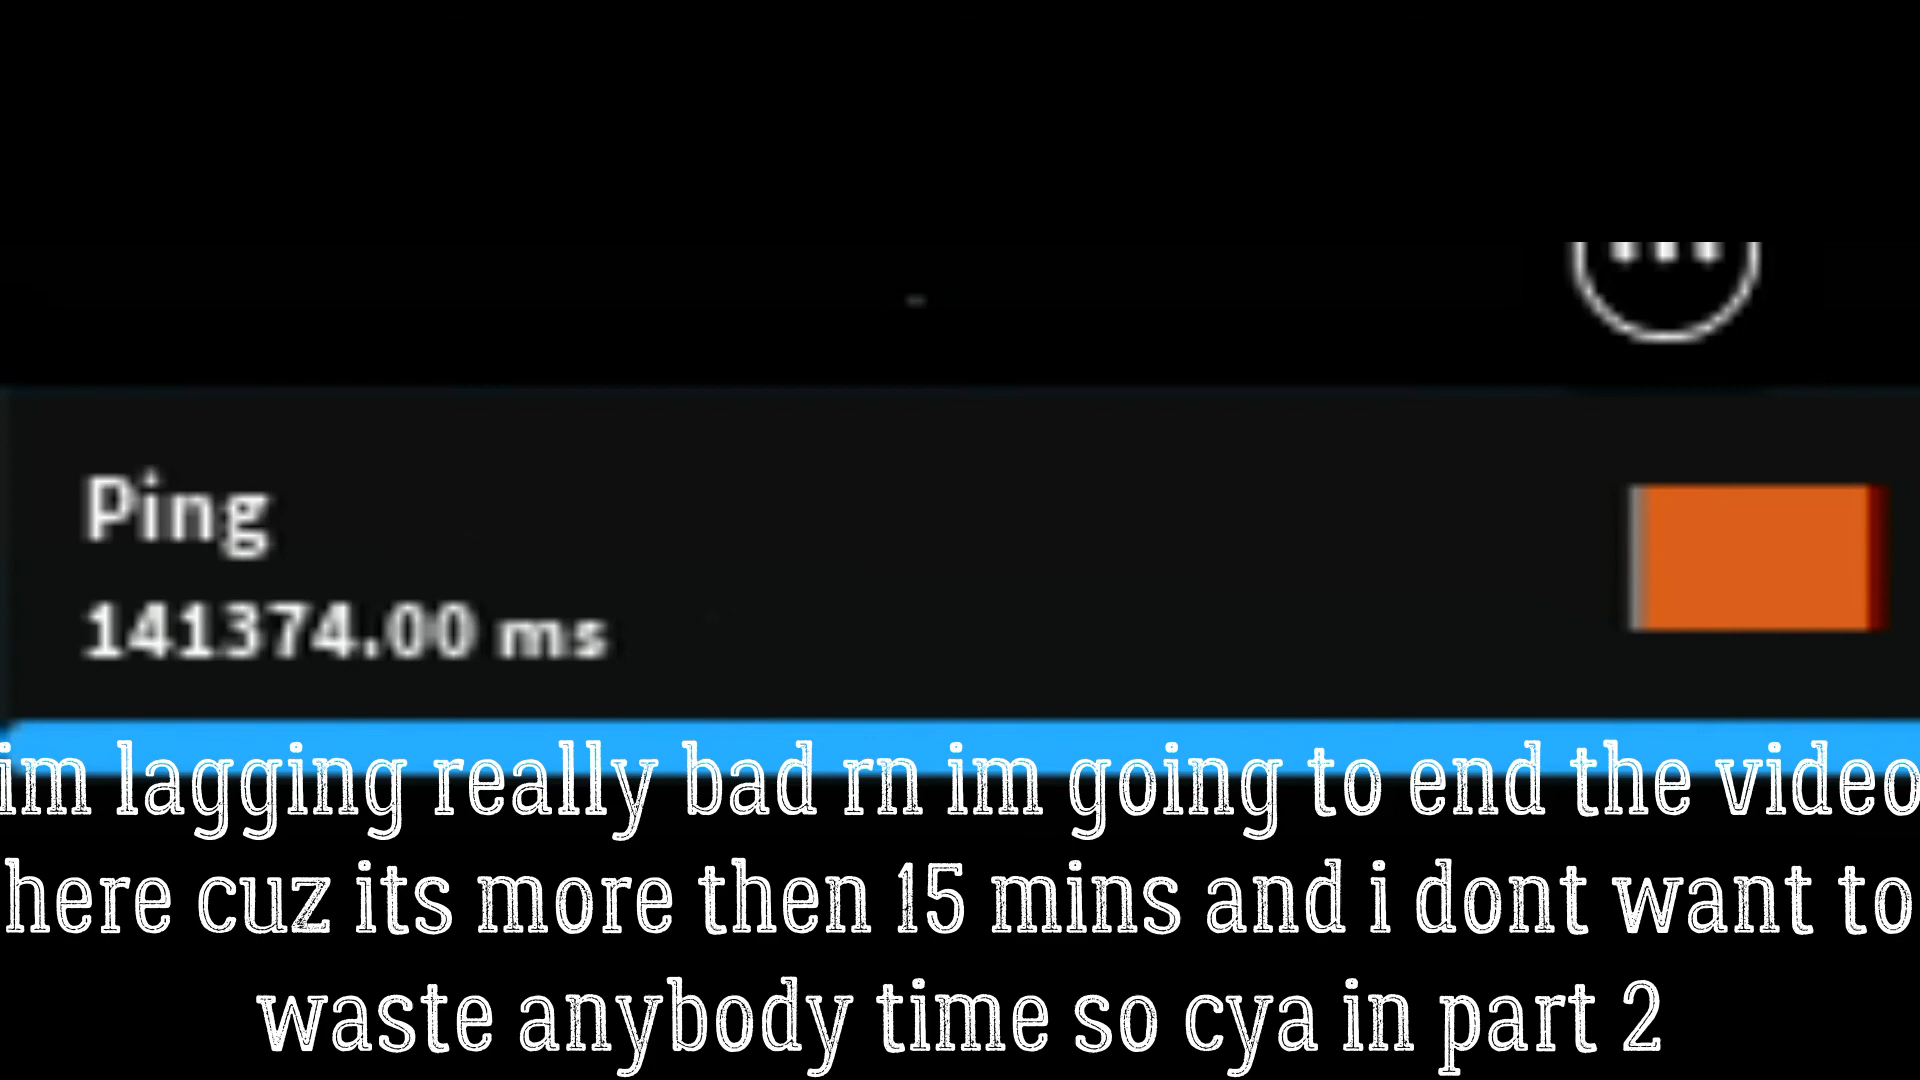 Ping
141374.00 ms
im lagging really bad rn im going to end the video
here cuz its more then 15 mins and i dont want to
waste anybody time so cya in part 2